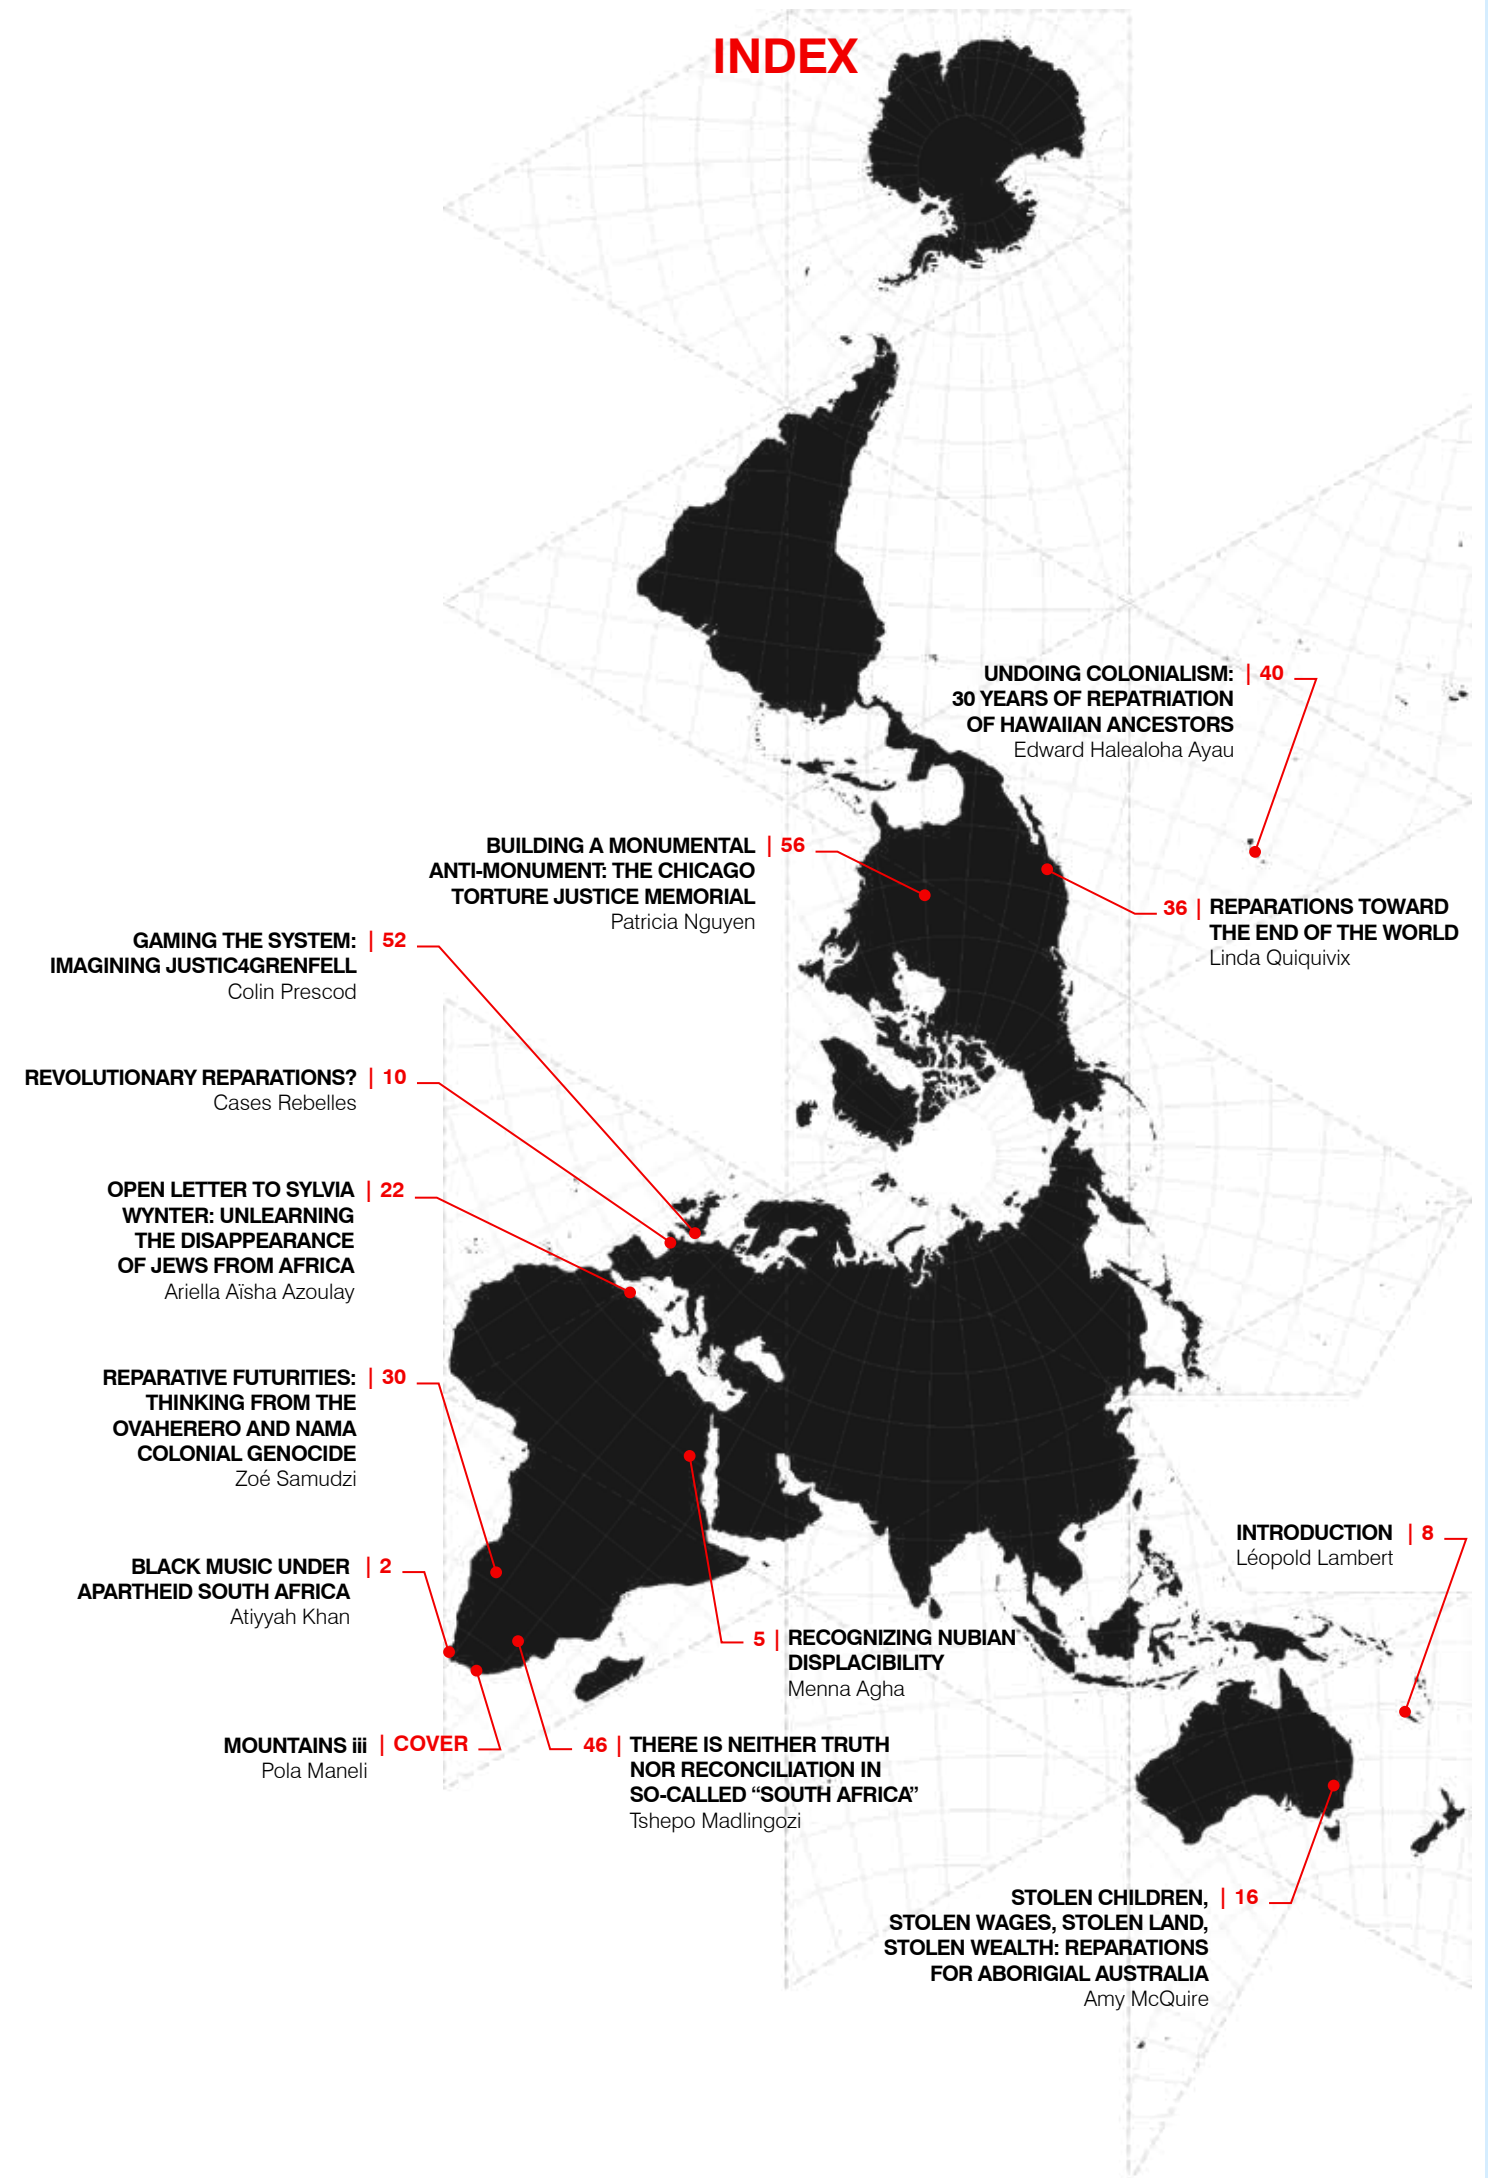 INDEX
UNDOING COLONIALISM: | 40
30 YEARS OF REPATRIATION
OF HAWAIIAN ANCESTORS
Edward Halealoha Ayau
BUILDING A MONUMENTAL | 56
ANTI-MONUMENT: THE CHICAGO
TORTURE JUSTICE MEMORIAL
Patricia Nguyen
36 | REPARATIONS TOWARD
THE END OF THE WORLD
Linda Quiquivix
GAMING THE SYSTEM: | 52
IMAGINING JUSTIC4GRENFELL
Colin Prescod
REVOLUTIONARY REPARATIONS? | 10
Cases Rebelles
OPEN LETTER TO SYLVIA | 22
WYNTER: UNLEARNING
THE DISAPPEARANCE
OF JEWS FROM AFRICA
Ariella Aïsha Azoulay
REPARATIVE FUTURITIES: | 30
THINKING FROM THE
OVAHERERO AND NAMA
COLONIAL GENOCIDE
Zoé Samudzi
INTRODUCTION | 8
Léopold Lambert
BLACK MUSIC UNDER | 2
APARTHEID SOUTH AFRICA
Atiyyah Khan
5 | RECOGNIZING NUBIAN
DISPLACIBILITY
Menna Agha
MOUNTAINS iii | COVER
Pola Maneli
46 | THERE IS NEITHER TRUTH
NOR RECONCILIATION IN
SO-CALLED “SOUTH AFRICA”
Tshepo Madlingozi
STOLEN CHILDREN, | 16
STOLEN WAGES, STOLEN LAND,
STOLEN WEALTH: REPARATIONS
FOR ABORIGIAL AUSTRALIA
Amy McQuire